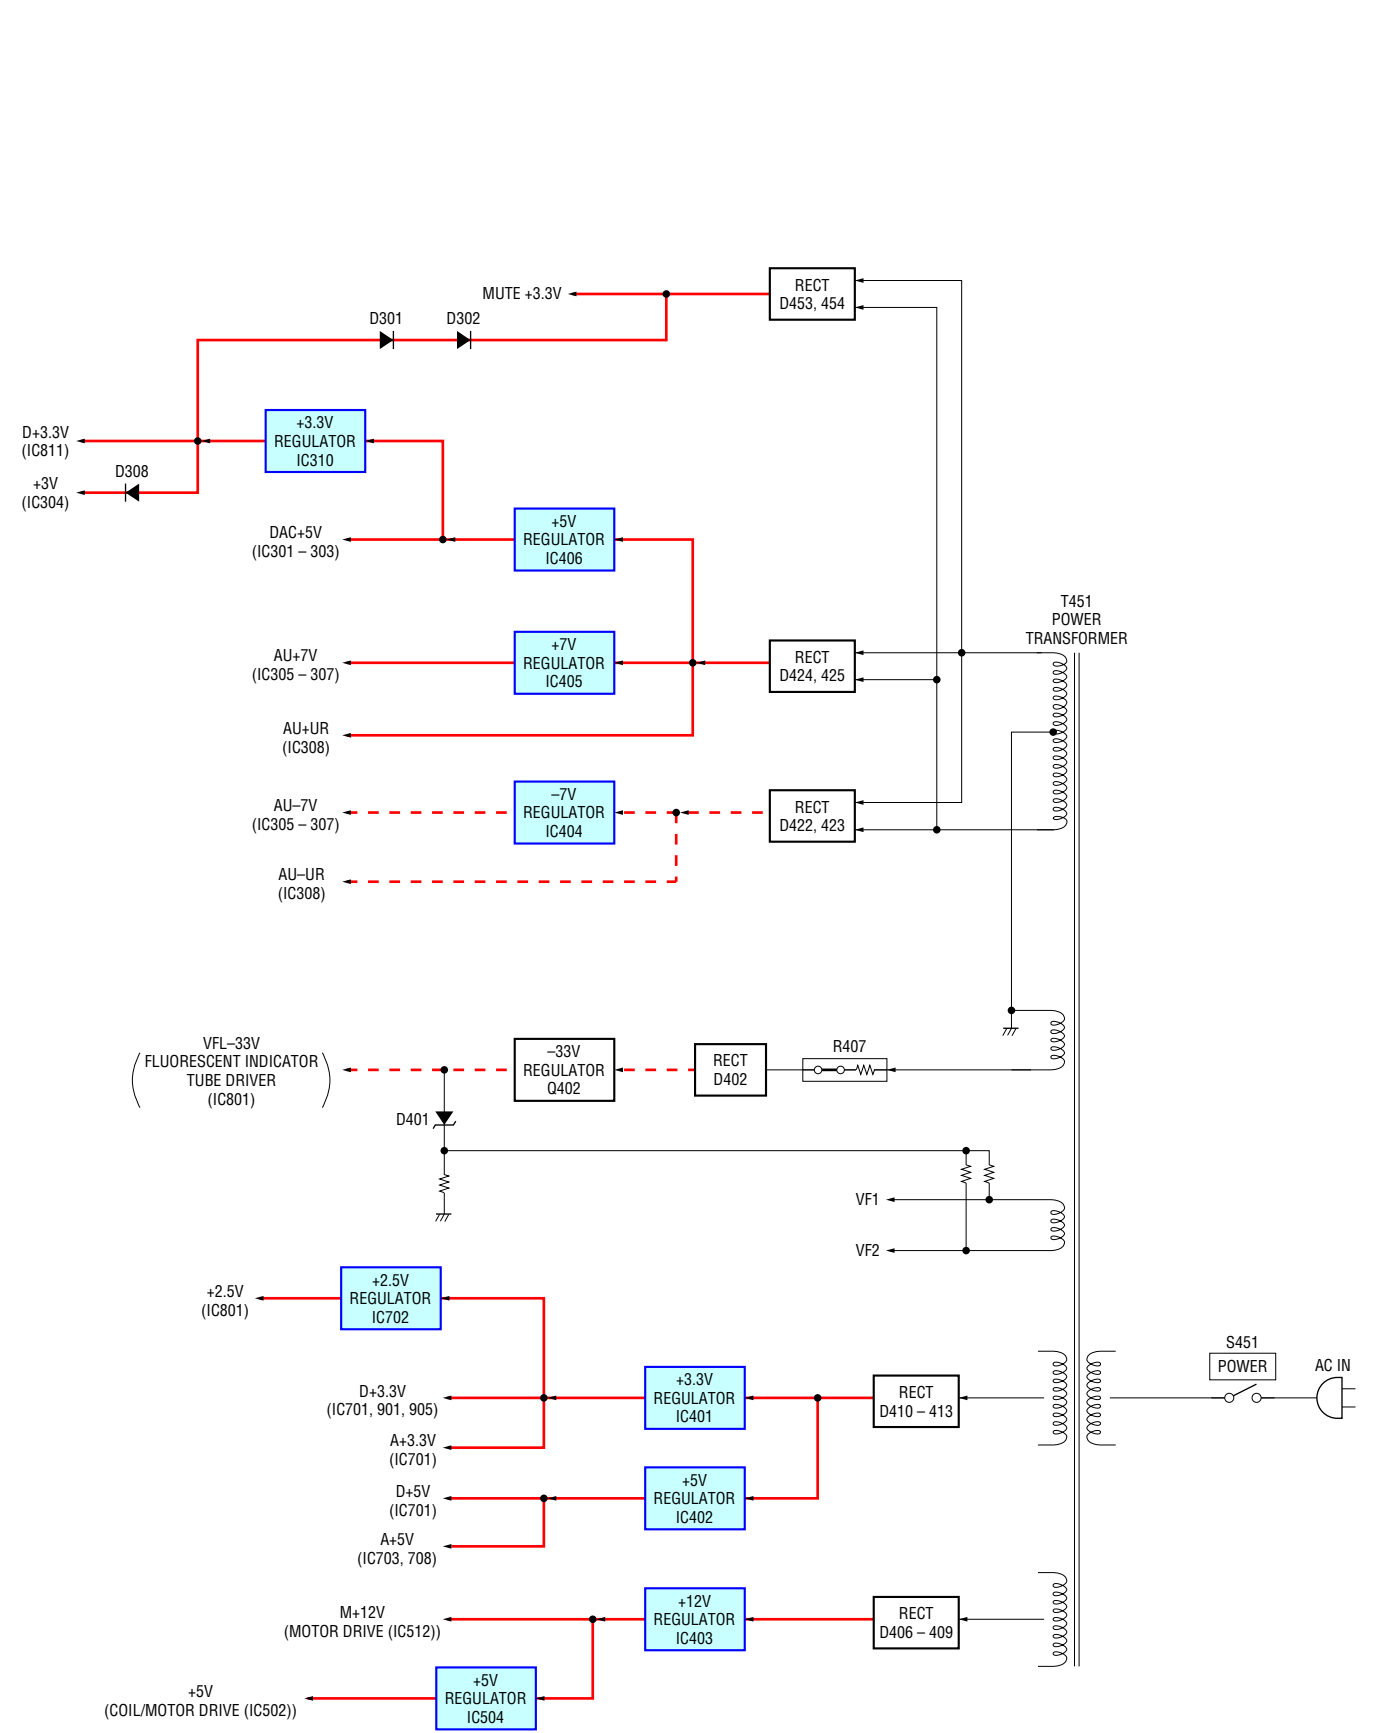 RECT
D453, 454
MUTE +3.3V
D301
D302
+3.3V
REGULATOR
IC310
D+3.3V
(IC811)
D308
+3V
(IC304)
+5V
REGULATOR
IC406
DAC+5V
(IC301 – 303)
T451
POWER
TRANSFORMER
+7V
REGULATOR
IC405
RECT
D424, 425
AU+7V
(IC305 – 307)
AU+UR
(IC308)
–7V
REGULATOR
IC404
RECT
D422, 423
AU–7V
(IC305 – 307)
AU–UR
(IC308)
VFL–33V
FLUORESCENT INDICATOR
TUBE DRIVER
(IC801)
–33V
REGULATOR
Q402
RECT
D402
R407
D401
VF1
VF2
+2.5V
REGULATOR
IC702
+2.5V
(IC801)
S451
POWER
AC IN
+3.3V
REGULATOR
IC401
RECT
D410 – 413
D+3.3V
(IC701, 901, 905)
A+3.3V
(IC701)
+5V
REGULATOR
IC402
D+5V
(IC701)
A+5V
(IC703, 708)
+12V
REGULATOR
IC403
RECT
D406 – 409
M+12V
(MOTOR DRIVE (IC512))
+5V
REGULATOR
IC504
+5V
(COIL/MOTOR DRIVE (IC502))